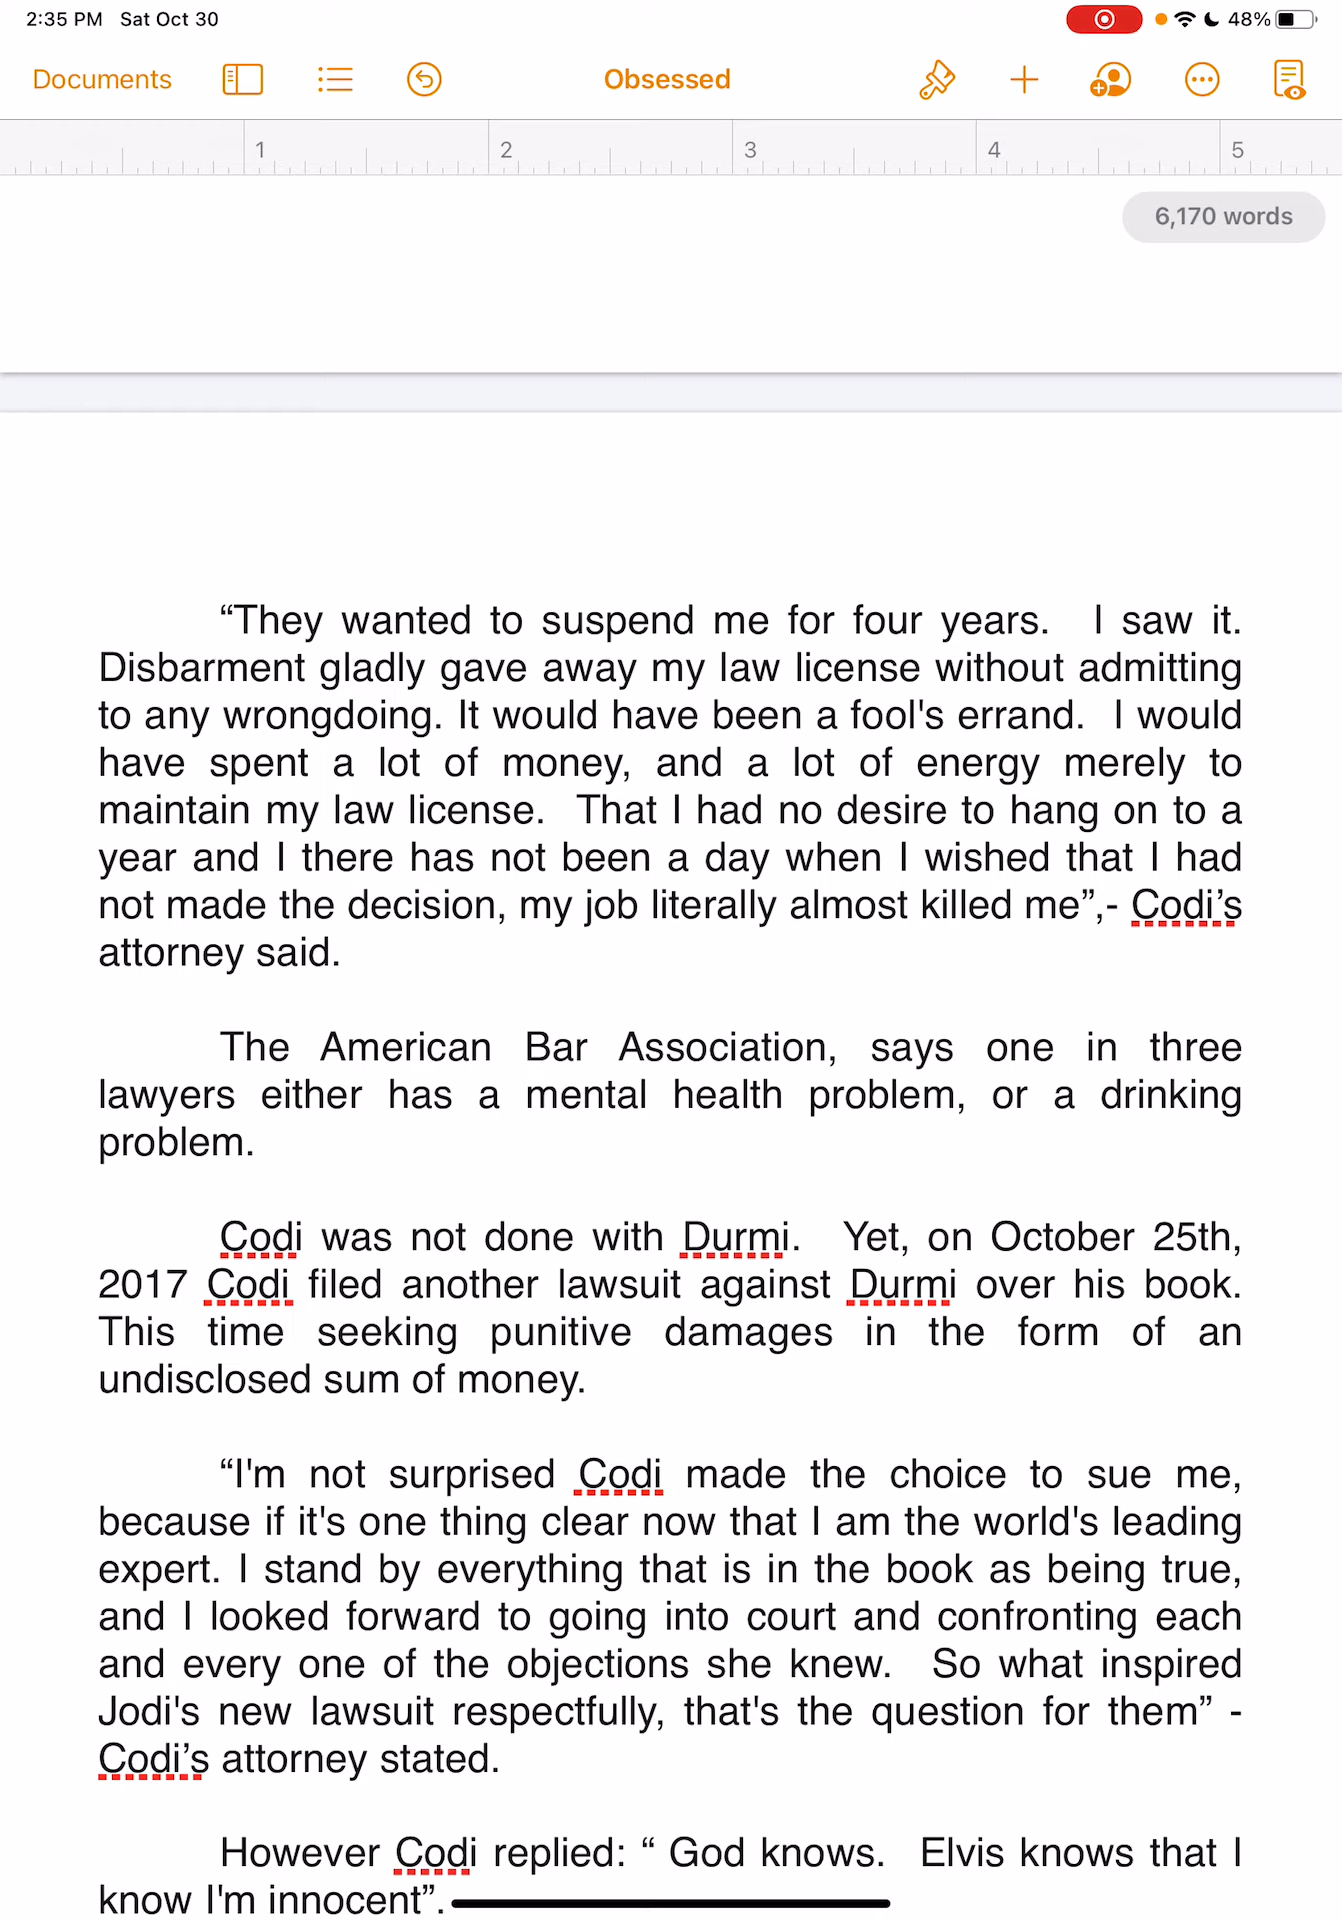 2:35 PM Sat Oct 30 48%
Documents Obsessed
1 2 3 4 5
6,170 words
“They wanted to suspend me for four years. I saw it.
Disbarment gladly gave away my law license without admitting
to any wrongdoing. It would have been a fool's errand. I would
have spent a lot of money, and a lot of energy merely to
maintain my law license. That I had no desire to hang on to a
year and I there has not been a day when I wished that I had
not made the decision, my job literally almost killed me”,- Codi’s
attorney said.
The American Bar Association, says one in three
lawyers either has a mental health problem, or a drinking
problem.
Codi was not done with Durmi. Yet, on October 25th,
2017 Codi filed another lawsuit against Durmi over his book.
This time seeking punitive damages in the form of an
undisclosed sum of money.
“I'm not surprised Codi made the choice to sue me,
because if it's one thing clear now that I am the world's leading
expert. I stand by everything that is in the book as being true,
and I looked forward to going into court and confronting each
and every one of the objections she knew. So what inspired
Jodi's new lawsuit respectfully, that's the question for them” -
Codi’s attorney stated.
However Codi replied: “ God knows. Elvis knows that I
know I'm innocent”.